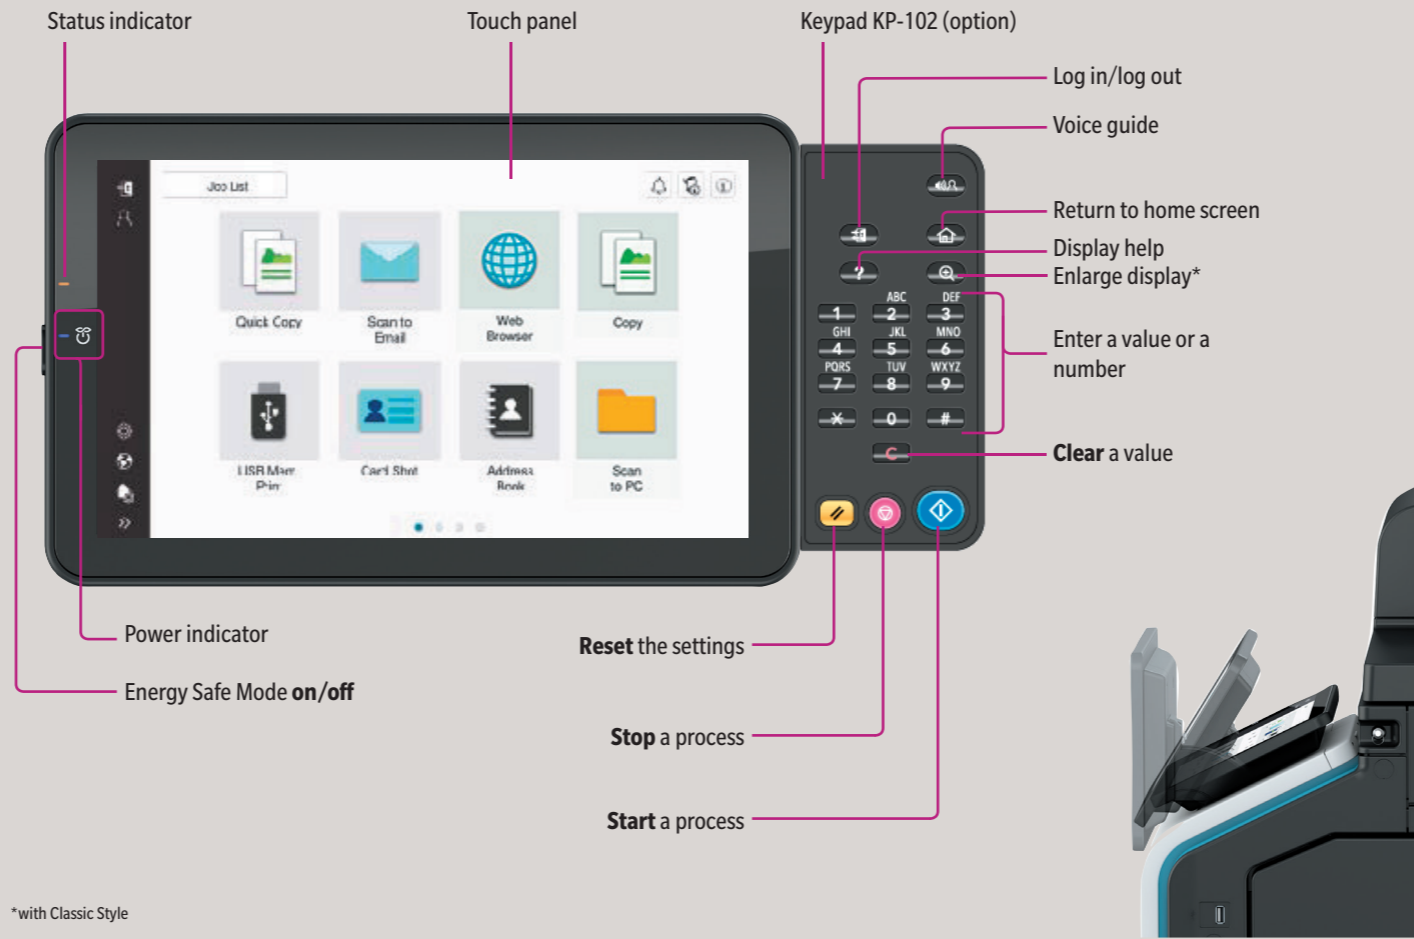 Status indicator
Touch panel
Keypad KP-102 (option)
Log in/log out
Voice guide
Return to home screen
Display help
Enlarge display*
Enter a value or a
number
Clear a value
Job List
Quick Copy
Scan to
Email
Web
Browser
Copy
Card Shot
Address
Book
Scan
to PC
?
ABC
DEF
1
2
3
GHI
JKL
MNO
4
5
6
PQRS
TUV
WXYZ
7
8
9
0
#
C
Power indicator
Energy Safe Mode on/off
Reset the settings
Stop a process
Start a process
*with Classic Style